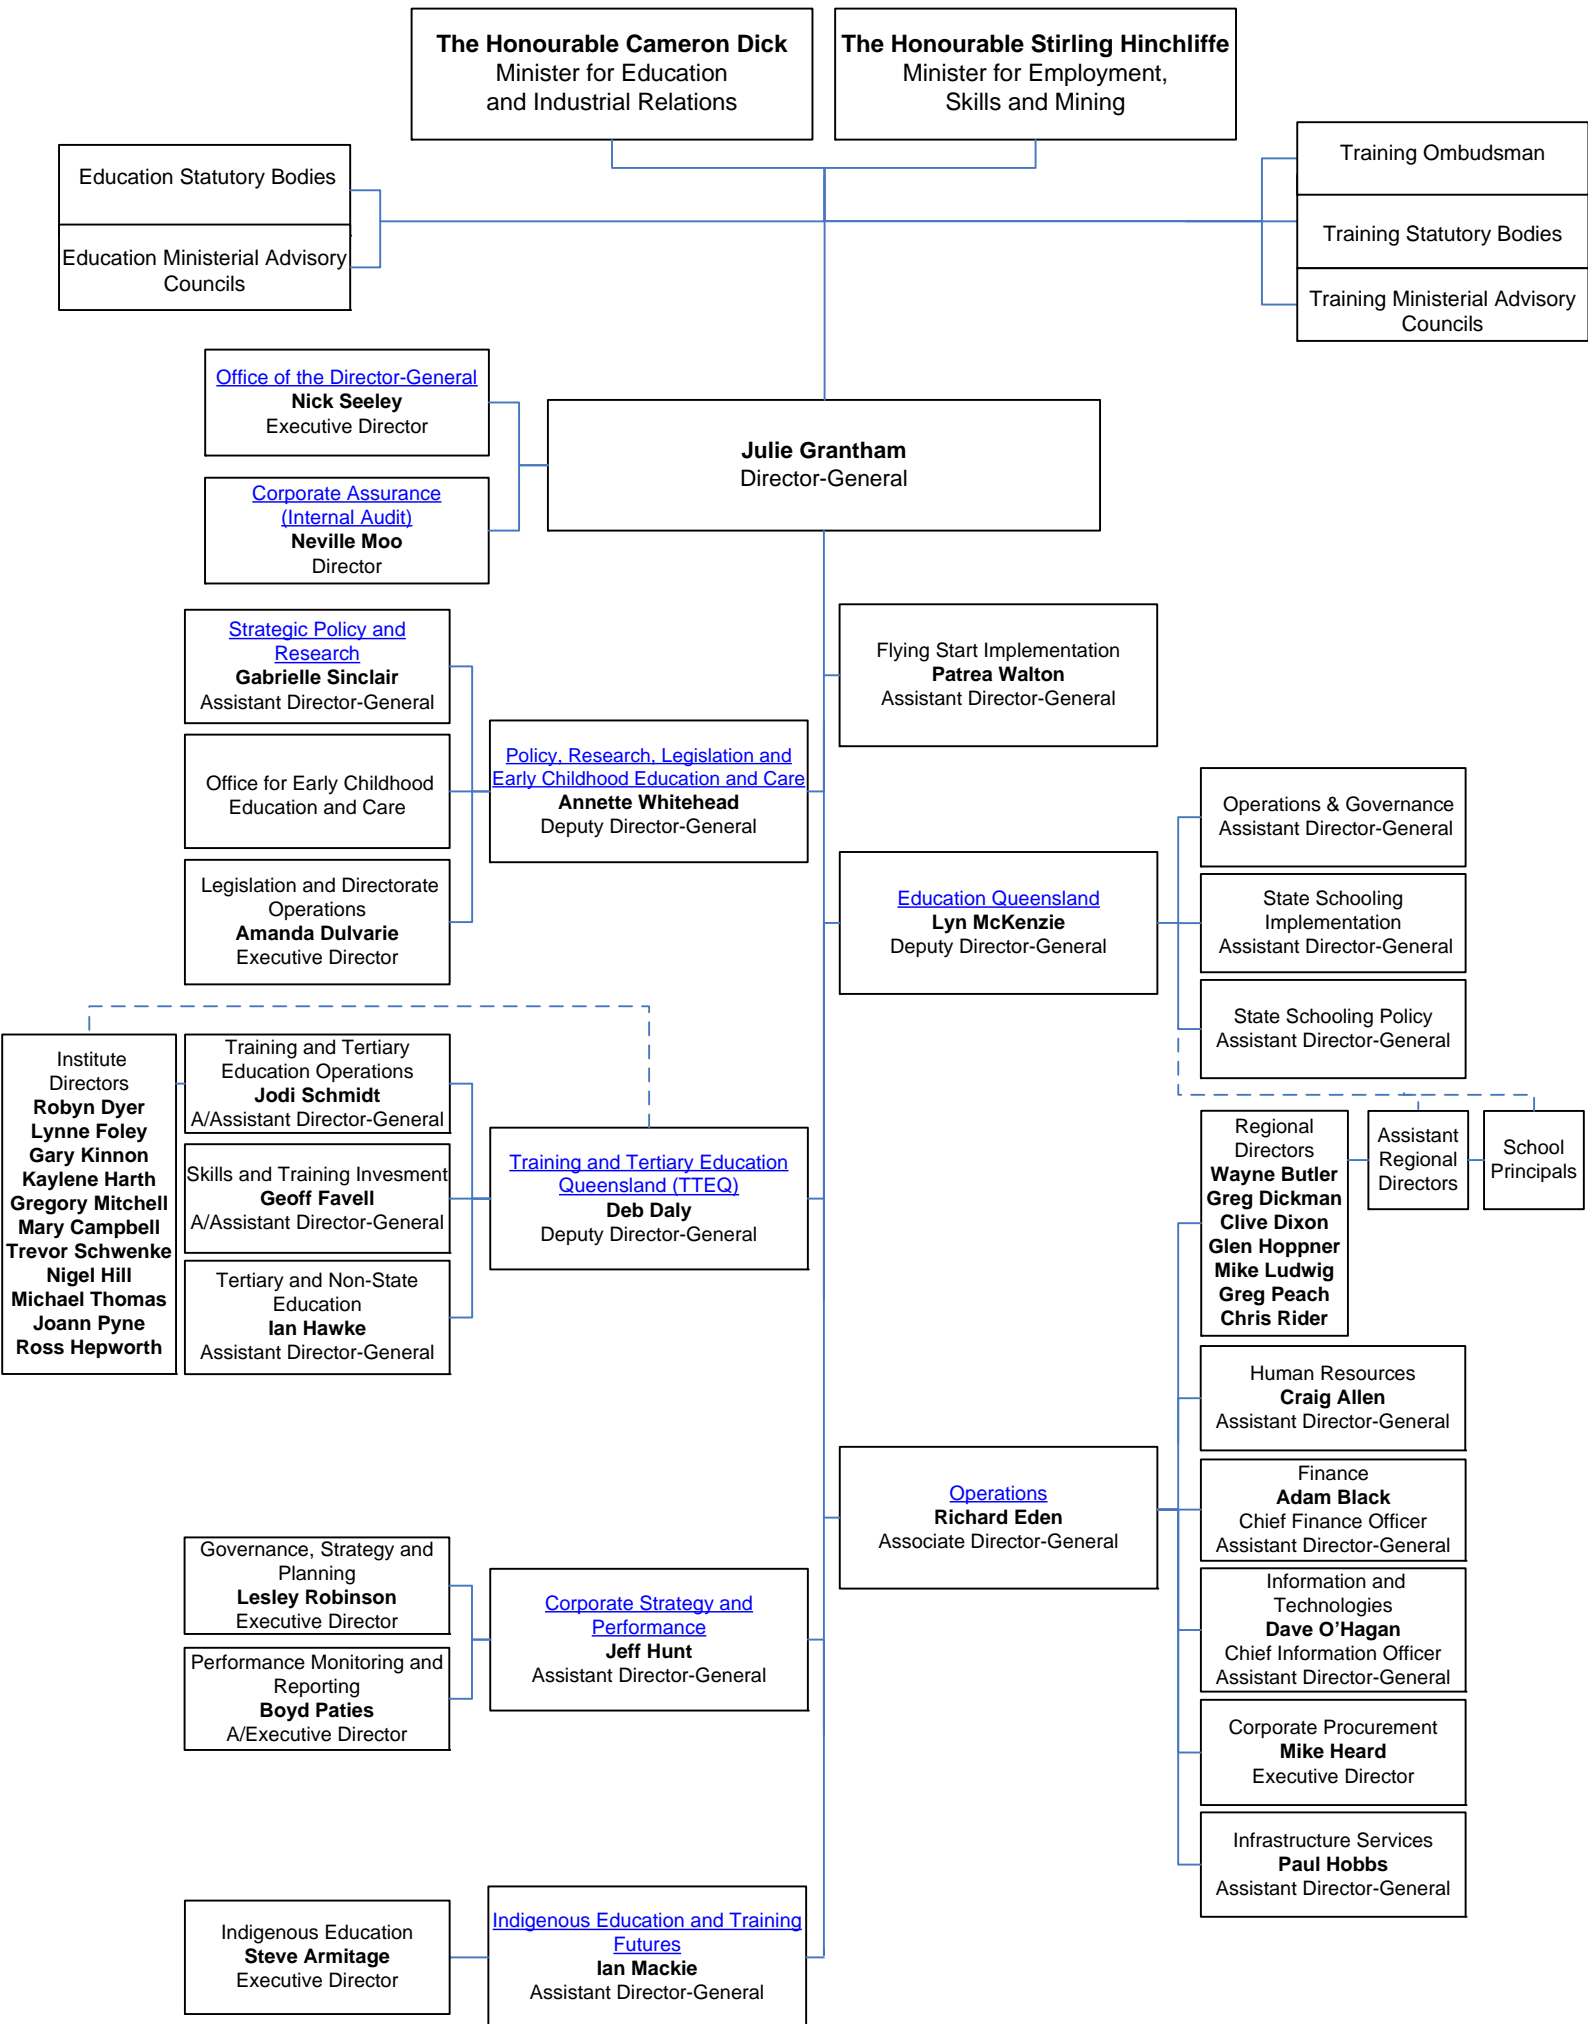 The Honourable Cameron Dick
Minister for Education
and Industrial Relations
The Honourable Stirling Hinchliffe
Minister for Employment,
Skills and Mining
Education Statutory Bodies
Education Ministerial Advisory
Councils
Training Ombudsman
Training Statutory Bodies
Training Ministerial Advisory
Councils
Office of the Director-General
Nick Seeley
Executive Director
Corporate Assurance
(Internal Audit)
Neville Moo
Director
Julie Grantham
Director-General
Strategic Policy and
Research
Gabrielle Sinclair
Assistant Director-General
Office for Early Childhood
Education and Care
Legislation and Directorate
Operations
Amanda Dulvarie
Executive Director
Policy, Research, Legislation and
Early Childhood Education and Care
Annette Whitehead
Deputy Director-General
Flying Start Implementation
Patrea Walton
Assistant Director-General
Education Queensland
Lyn McKenzie
Deputy Director-General
Operations & Governance
Assistant Director-General
State Schooling
Implementation
Assistant Director-General
State Schooling Policy
Assistant Director-General
Institute
Directors
Robyn Dyer
Lynne Foley
Gary Kinnon
Kaylene Harth
Gregory Mitchell
Mary Campbell
Trevor Schwenke
Nigel Hill
Michael Thomas
Joann Pyne
Ross Hepworth
Training and Tertiary
Education Operations
Jodi Schmidt
A/Assistant Director-General
Skills and Training Invesment
Geoff Favell
A/Assistant Director-General
Tertiary and Non-State
Education
Ian Hawke
Assistant Director-General
Training and Tertiary Education
Queensland (TTEQ)
Deb Daly
Deputy Director-General
Regional
Directors
Wayne Butler
Greg Dickman
Clive Dixon
Glen Hoppner
Mike Ludwig
Greg Peach
Chris Rider
Assistant
Regional
Directors
School
Principals
Human Resources
Craig Allen
Assistant Director-General
Operations
Richard Eden
Associate Director-General
Finance
Adam Black
Chief Finance Officer
Assistant Director-General
Information and
Technologies
Dave O’Hagan
Chief Information Officer
Assistant Director-General
Corporate Procurement
Mike Heard
Executive Director
Infrastructure Services
Paul Hobbs
Assistant Director-General
Governance, Strategy and
Planning
Lesley Robinson
Executive Director
Performance Monitoring and
Reporting
Boyd Paties
A/Executive Director
Corporate Strategy and
Performance
Jeff Hunt
Assistant Director-General
Indigenous Education
Steve Armitage
Executive Director
Indigenous Education and Training
Futures
Ian Mackie
Assistant Director-General